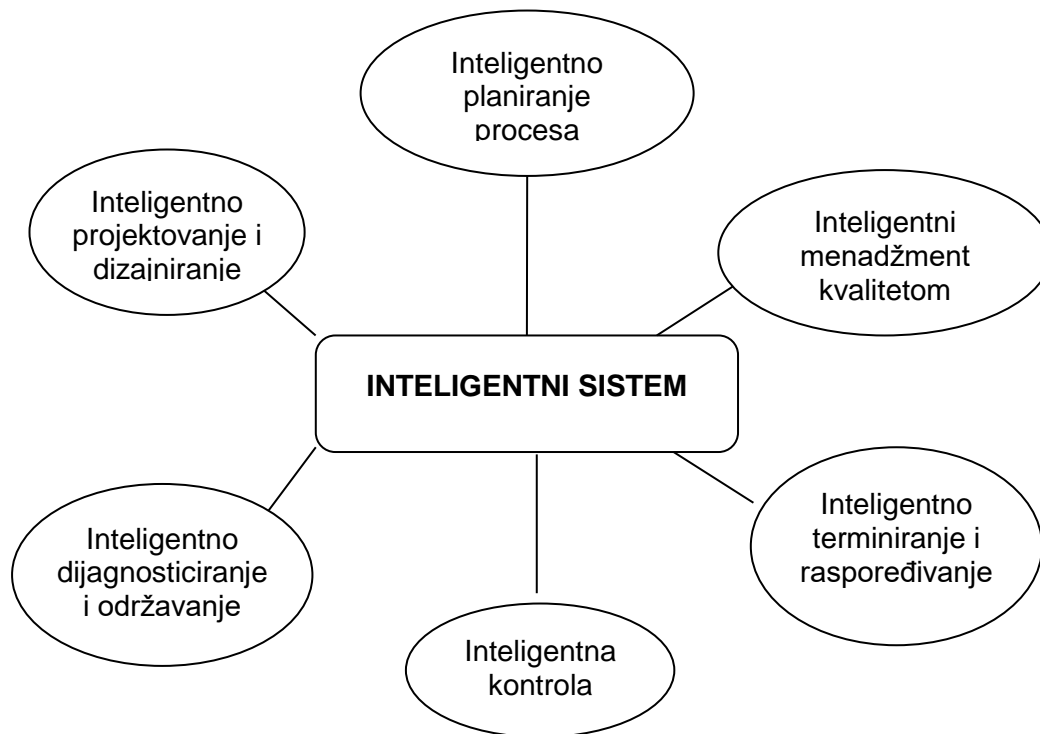 Inteligentno
planiranje
procesa
Inteligentno
projektovanje i
dizajniranje
Inteligentni
menadžment
kvalitetom
INTELIGENTNI SISTEM
Inteligentno
terminiranje i
raspoređivanje
Inteligentno
dijagnosticiranje
i održavanje
Inteligentna
kontrola